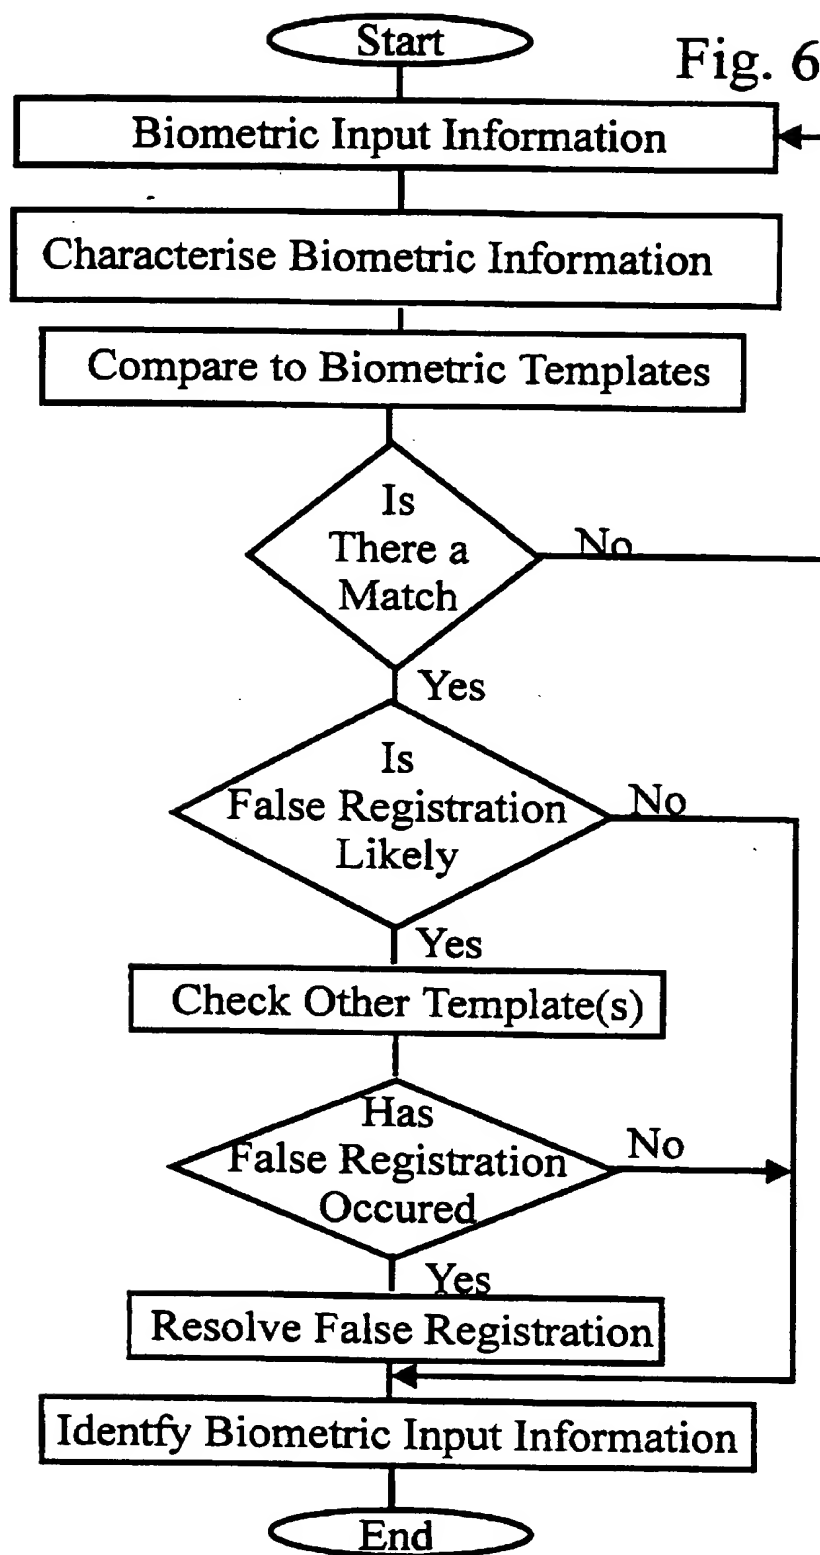 Start
Fig. 6
Biometric Input Information
Characterise Biometric Information
Compare to Biometric Templates
Is
There a
Match
No
Yes
Is
False Registration
Likely
No
Yes
Check Other Template(s)
Has
False Registration
Occured
No
Yes
Resolve False Registration
Identfy Biometric Input Information
End